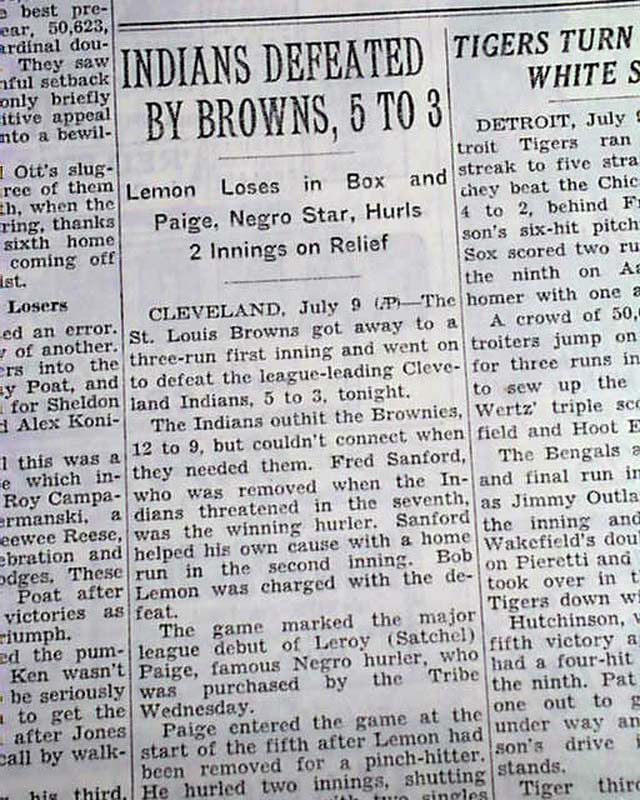 e best pre-
ear, 50,623,
ardinal dou-
They saw
nful setback
only briefly
itive appeal
nto a bewil-
Ott's slug-
ree of them
th, when the
ring, thanks
sixth home
coming off
ist.
Losers
ed an error.
y of another.
ers into the
ay Poat, and
for Sheldon
d Alex Koni-
ll this was a
e which in-
Roy Campa-
ermanski, a
eewee Reese,
ebration and
odges. These
Poat after
victories as
riumph.
ed the pum-
Ken wasn't
be seriously
to get the
after Jones
call by walk-
his third.
INDIANS DEFEATED
BY BROWNS, 5 TO 3
Lemon Loses in Box and
Paige, Negro Star, Hurls
2 Innings on Relief
CLEVELAND, July 9 (AP)—The
St. Louis Browns got away to a
three-run first inning and went on
to defeat the league-leading Cleve-
land Indians, 5 to 3, tonight.
The Indians outhit the Brownies,
12 to 9, but couldn't connect when
they needed them. Fred Sanford,
who was removed when the In-
dians threatened in the seventh,
was the winning hurler. Sanford
helped his own cause with a home
run in the second inning. Bob
Lemon was charged with the de-
feat.
The game marked the major
league debut of Leroy (Satchel)
Paige, famous Negro hurler, who
was purchased by the Tribe
Wednesday.
Paige entered the game at the
start of the fifth after Lemon had
been removed for a pinch-hitter.
He hurled two innings, shutting
with two singles
TIGERS TURN
WHITE S
DETROIT, July 9
troit Tigers ran
streak to five stra
they beat the Chic
4 to 2, behind Fr
son's six-hit pitch
Sox scored two ru
the ninth on Aa
homer with one a
A crowd of 50,
troiters jump on
for three runs in
to sew up the
Wertz' triple sco
field and Hoot E
The Bengals a
and final run in
as Jimmy Outla
the inning and
Wakefield's dou
on Pieretti and
took over in t
Tigers down wi
Hutchinson, w
fifth victory a
had a four-hit
the ninth. Pat
one out to g
under way an
son's drive i
stands.
Tiger third